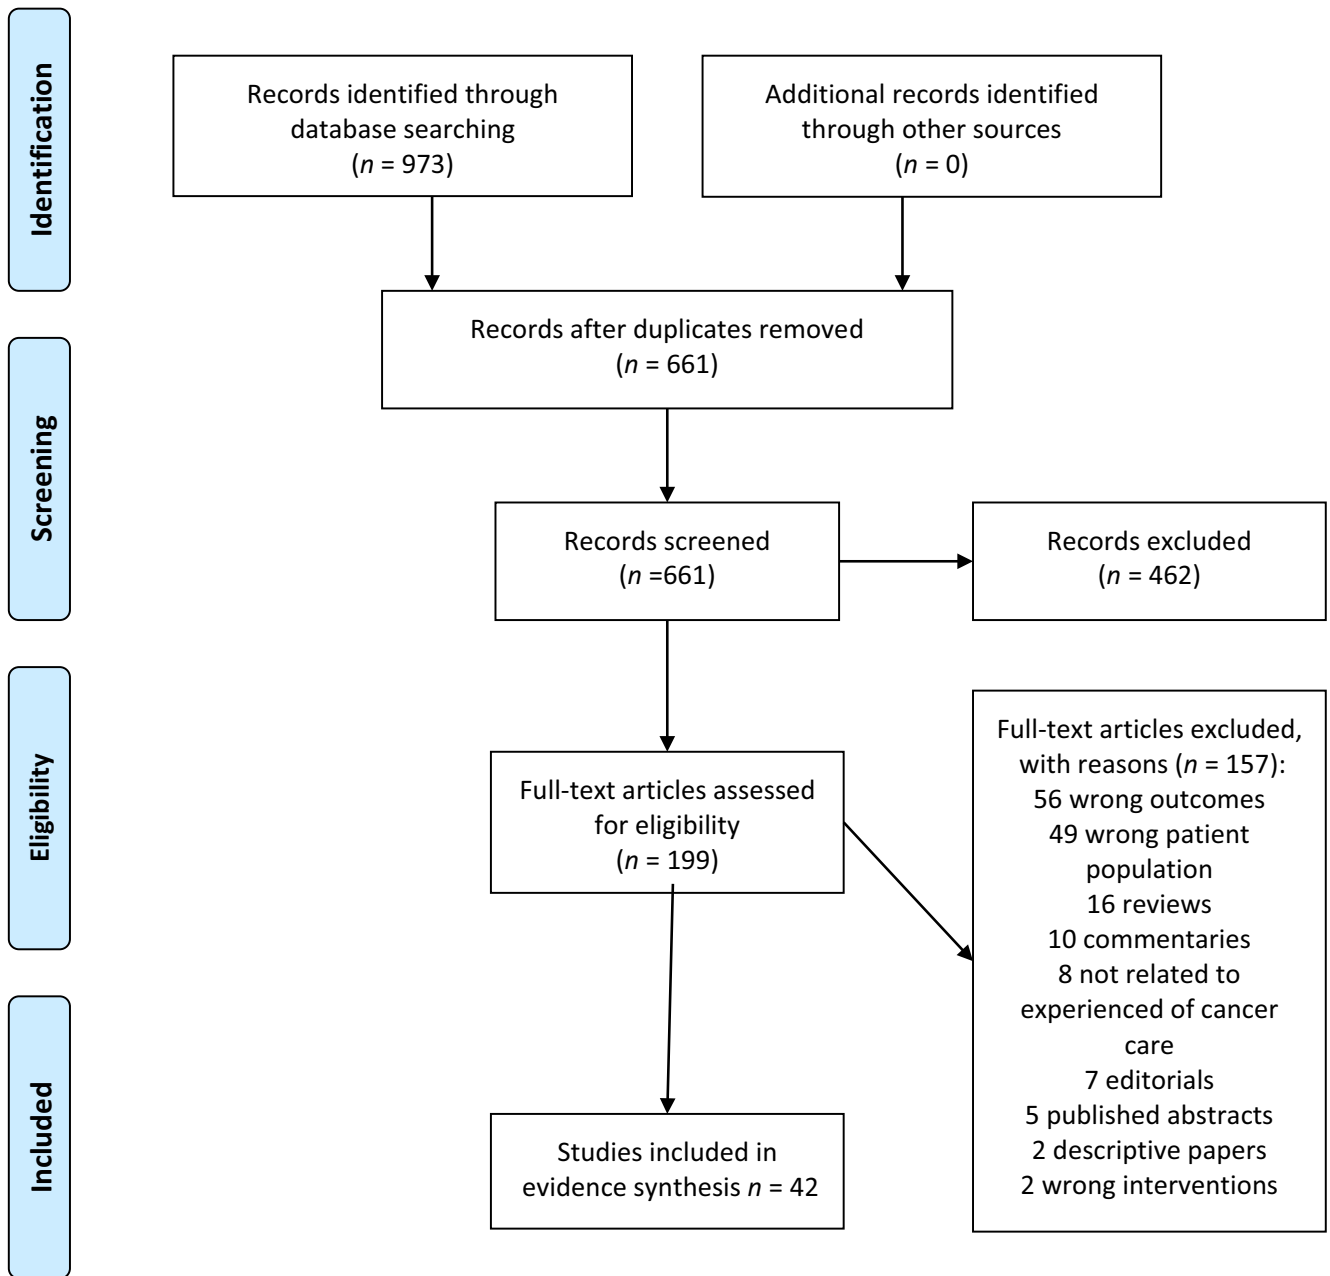 Identification
Records identified through
database searching
(n = 973)
Additional records identified
through other sources
(n = 0)
Records after duplicates removed
(n = 661)
Screening
Records screened
(n =661)
Records excluded
(n = 462)
Eligibility
Full-text articles assessed
for eligibility
(n = 199)
Full-text articles excluded,
with reasons (n = 157):
56 wrong outcomes
49 wrong patient
population
16 reviews
10 commentaries
8 not related to
experienced of cancer
care
7 editorials
5 published abstracts
2 descriptive papers
2 wrong interventions
Included
Studies included in
evidence synthesis n = 42